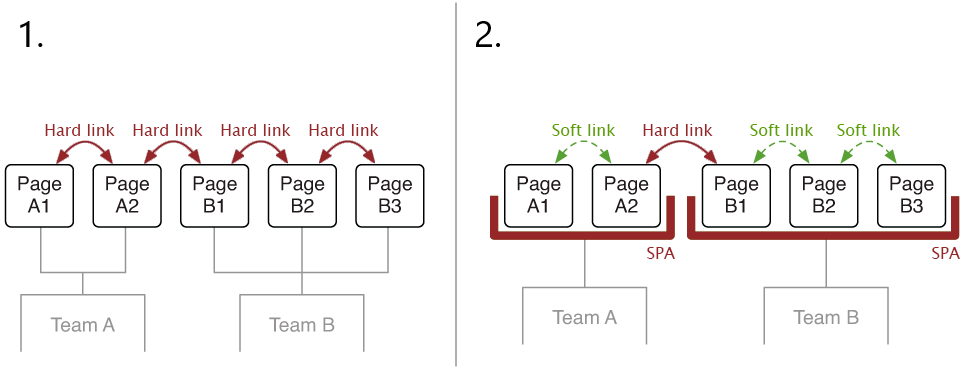 1.
Hard link
Hard link
Hard link
Hard link
Page
A1
Page
A2
Page
B1
Page
B2
Page
B3
Team A
Team B
2.
Soft link
Hard link
Soft link
Soft link
Page
A1
Page
A2
Page
B1
Page
B2
Page
B3
SPA
SPA
Team A
Team B